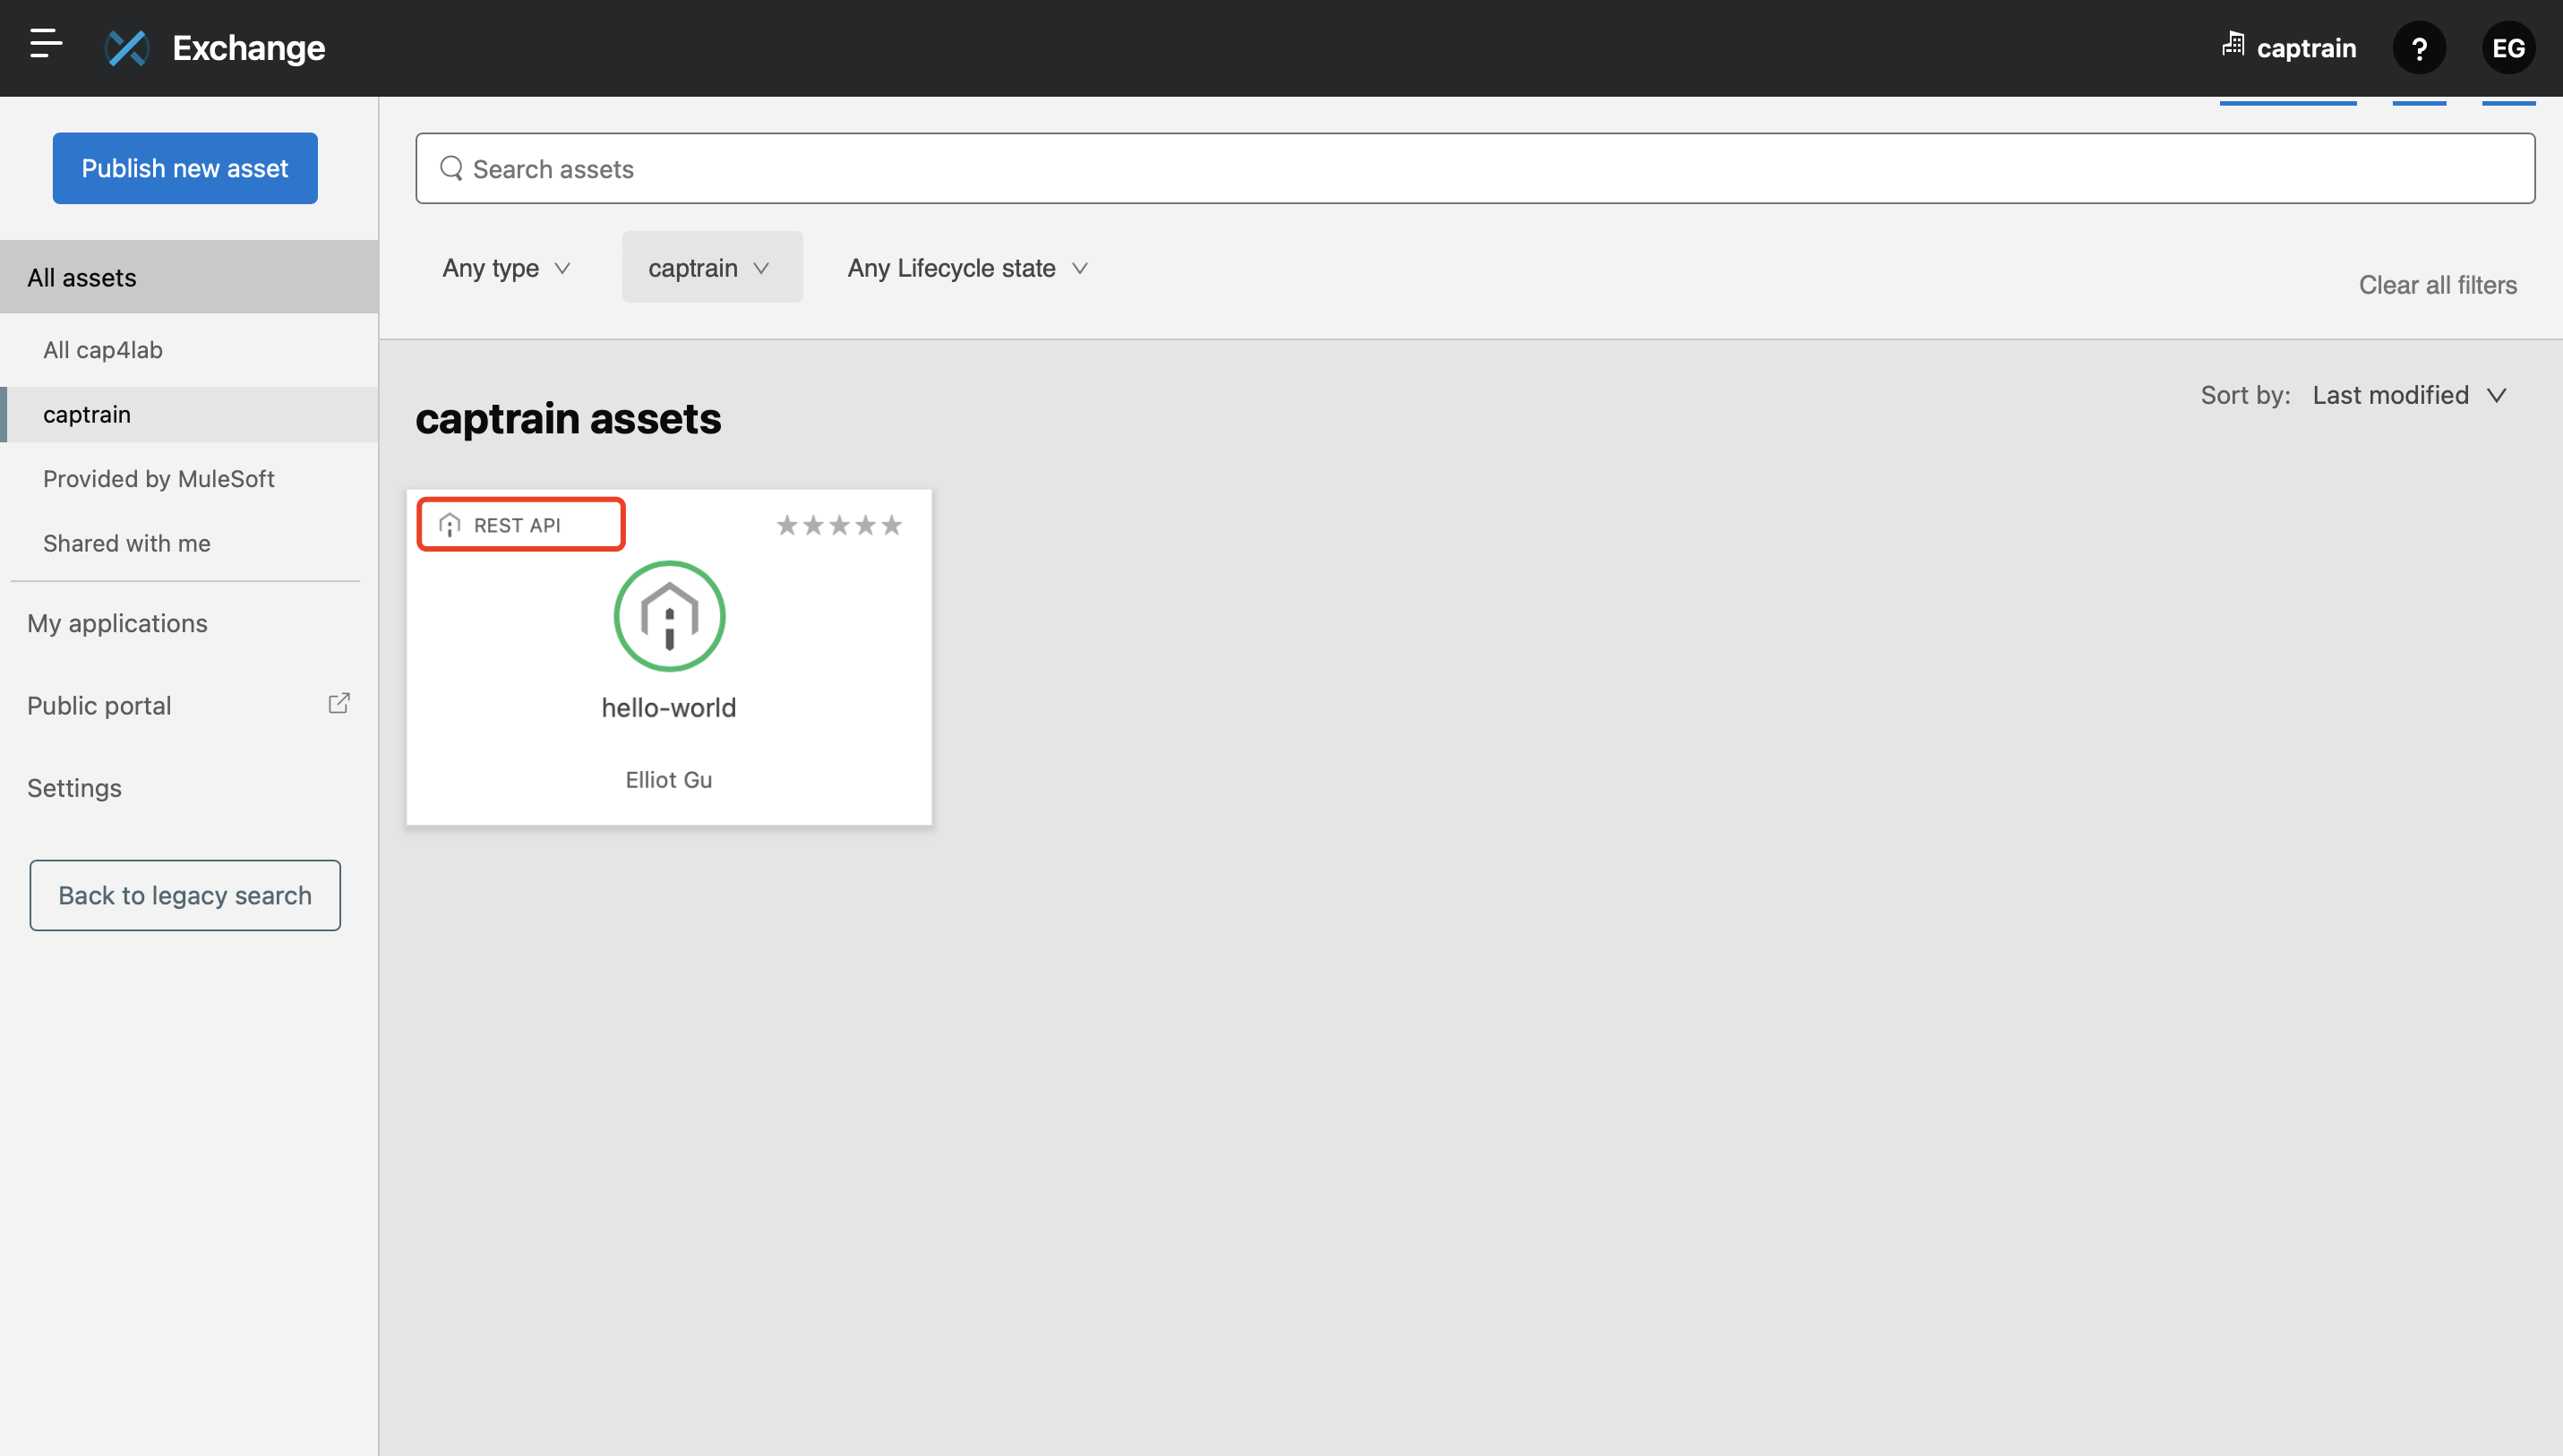 Exchange
captrain
?
EG
Publish new asset
All assets
All cap4lab
captrain
Provided by MuleSoft
Shared with me
My applications
Public portal
Settings
Back to legacy search
Search assets
Any type
captrain
Any Lifecycle state
Clear all filters
captrain assets
Sort by: Last modified
REST API
hello-world
Elliot Gu